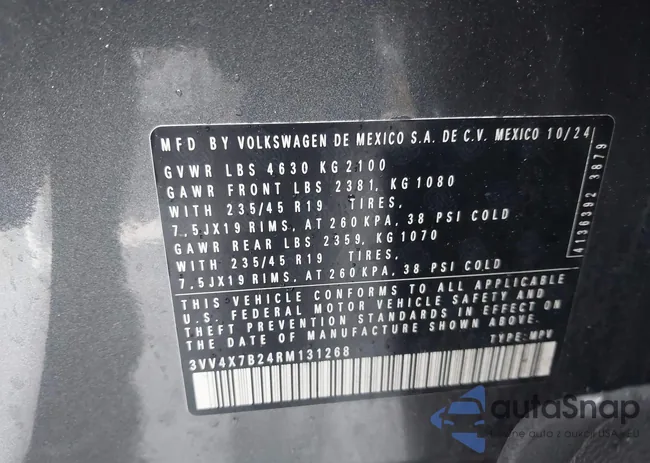 MFD BY VOLKSWAGEN DE MEXICO S.A. DE C.V. MEXICO 10/24
GVWR LBS 4630 KG 2100
GAWR FRONT LBS 2381, KG 1080
WITH 235/45 R19 TIRES,
7.5JX19 RIMS, AT 260 KPA, 38 PSI COLD
GAWR REAR LBS 2359, KG 1070
WITH 235/45 R19 TIRES,
7.5JX19 RIMS, AT 260 KPA, 38 PSI COLD
THIS VEHICLE CONFORMS TO ALL APPLICABLE
U.S. FEDERAL MOTOR VEHICLE SAFETY AND
THEFT PREVENTION STANDARDS IN EFFECT ON
THE DATE OF MANUFACTURE SHOWN ABOVE.
TYPE: MPV
3VV4X7B24RM131268
4136392 3879
autaSnap